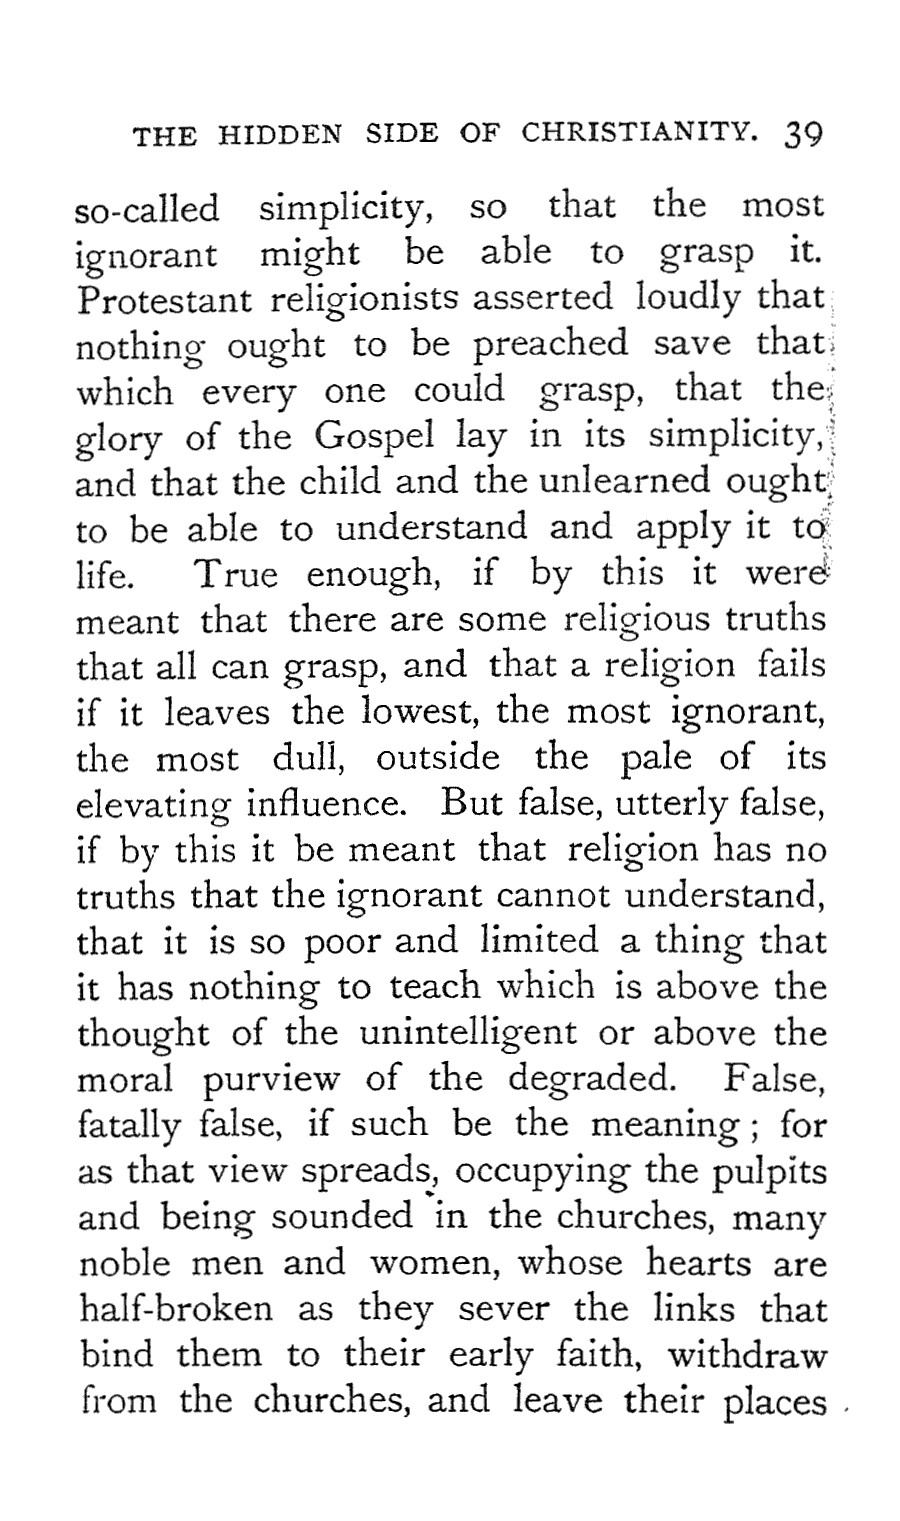 THE HIDDEN SIDE OF CHRISTIANITY. 39
so-called simplicity, so that the most
ignorant might be able to grasp it.
Protestant religionists asserted loudly that
nothing ought to be preached save that
which every one could grasp, that the
glory of the Gospel lay in its simplicity,
and that the child and the unlearned ought
to be able to understand and apply it to
life. True enough, if by this it were
meant that there are some religious truths
that all can grasp, and that a religion fails
if it leaves the lowest, the most ignorant,
the most dull, outside the pale of its
elevating influence. But false, utterly false,
if by this it be meant that religion has no
truths that the ignorant cannot understand,
that it is so poor and limited a thing that
it has nothing to teach which is above the
thought of the unintelligent or above the
moral purview of the degraded. False,
fatally false, if such be the meaning ; for
as that view spreads, occupying the pulpits
and being sounded in the churches, many
noble men and women, whose hearts are
half-broken as they sever the links that
bind them to their early faith, withdraw
from the churches, and leave their places